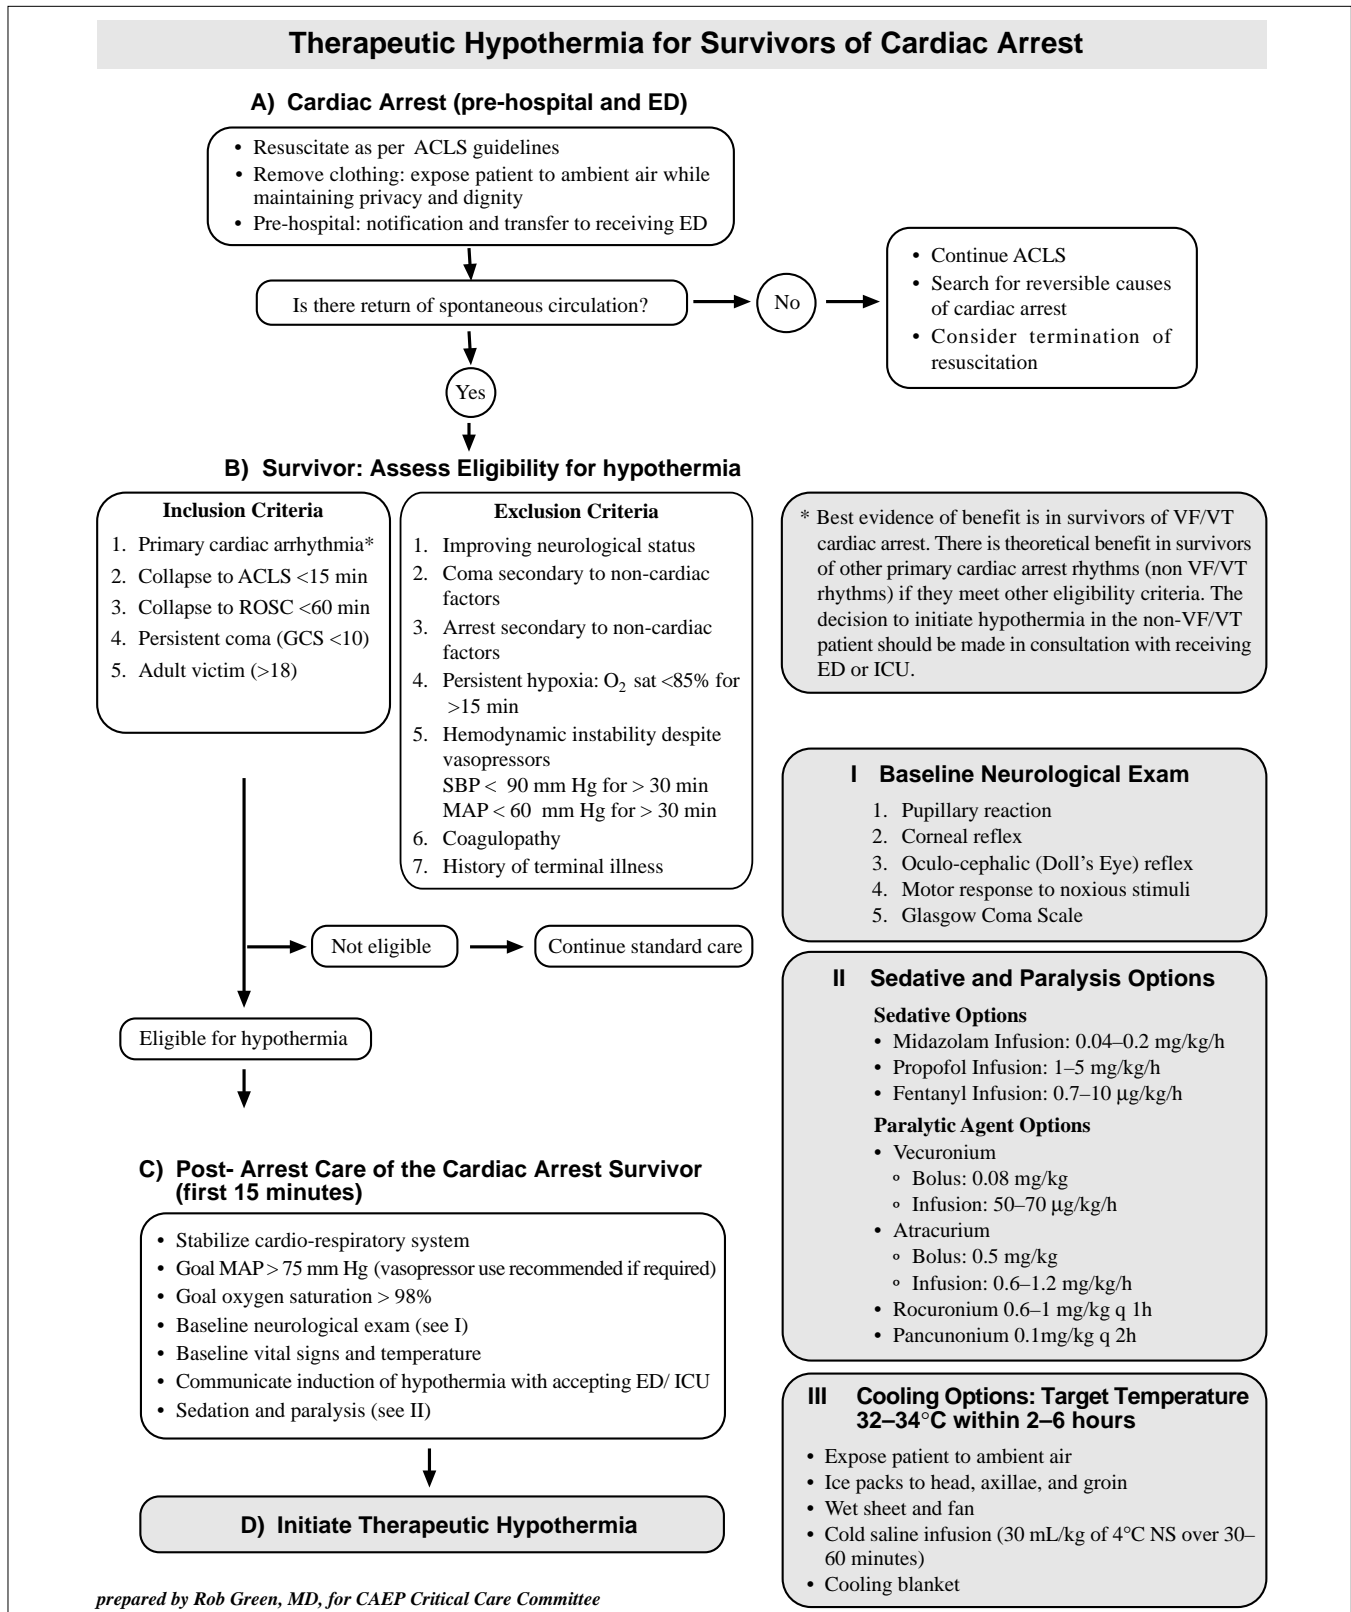 Therapeutic Hypothermia for Survivors of Cardiac Arrest
A) Cardiac Arrest (pre-hospital and ED)
• Resuscitate as per ACLS guidelines
• Remove clothing: expose patient to ambient air while
maintaining privacy and dignity
• Pre-hospital: notification and transfer to receiving ED
Is there return of spontaneous circulation?
No
• Continue ACLS
• Search for reversible causes
of cardiac arrest
• Consider termination of
resuscitation
Yes
B) Survivor: Assess Eligibility for hypothermia
Inclusion Criteria
1. Primary cardiac arrhythmia*
2. Collapse to ACLS <15 min
3. Collapse to ROSC <60 min
4. Persistent coma (GCS <10)
5. Adult victim (>18)
Exclusion Criteria
1. Improving neurological status
2. Coma secondary to non-cardiac
factors
3. Arrest secondary to non-cardiac
factors
4. Persistent hypoxia: O₂ sat <85% for
>15 min
5. Hemodynamic instability despite
vasopressors
SBP < 90 mm Hg for > 30 min
MAP < 60 mm Hg for > 30 min
6. Coagulopathy
7. History of terminal illness
* Best evidence of benefit is in survivors of VF/VT
cardiac arrest. There is theoretical benefit in survivors
of other primary cardiac arrest rhythms (non VF/VT
rhythms) if they meet other eligibility criteria. The
decision to initiate hypothermia in the non-VF/VT
patient should be made in consultation with receiving
ED or ICU.
Not eligible
Continue standard care
Eligible for hypothermia
C) Post- Arrest Care of the Cardiac Arrest Survivor
(first 15 minutes)
• Stabilize cardio-respiratory system
• Goal MAP > 75 mm Hg (vasopressor use recommended if required)
• Goal oxygen saturation > 98%
• Baseline neurological exam (see I)
• Baseline vital signs and temperature
• Communicate induction of hypothermia with accepting ED/ ICU
• Sedation and paralysis (see II)
D) Initiate Therapeutic Hypothermia
I Baseline Neurological Exam
1. Pupillary reaction
2. Corneal reflex
3. Oculo-cephalic (Doll's Eye) reflex
4. Motor response to noxious stimuli
5. Glasgow Coma Scale
II Sedative and Paralysis Options
Sedative Options
• Midazolam Infusion: 0.04–0.2 mg/kg/h
• Propofol Infusion: 1–5 mg/kg/h
• Fentanyl Infusion: 0.7–10 µg/kg/h
Paralytic Agent Options
• Vecuronium
° Bolus: 0.08 mg/kg
° Infusion: 50–70 µg/kg/h
• Atracurium
° Bolus: 0.5 mg/kg
° Infusion: 0.6–1.2 mg/kg/h
• Rocuronium 0.6–1 mg/kg q 1h
• Pancunonium 0.1mg/kg q 2h
III Cooling Options: Target Temperature
32–34°C within 2–6 hours
• Expose patient to ambient air
• Ice packs to head, axillae, and groin
• Wet sheet and fan
• Cold saline infusion (30 mL/kg of 4°C NS over 30–
60 minutes)
• Cooling blanket
prepared by Rob Green, MD, for CAEP Critical Care Committee